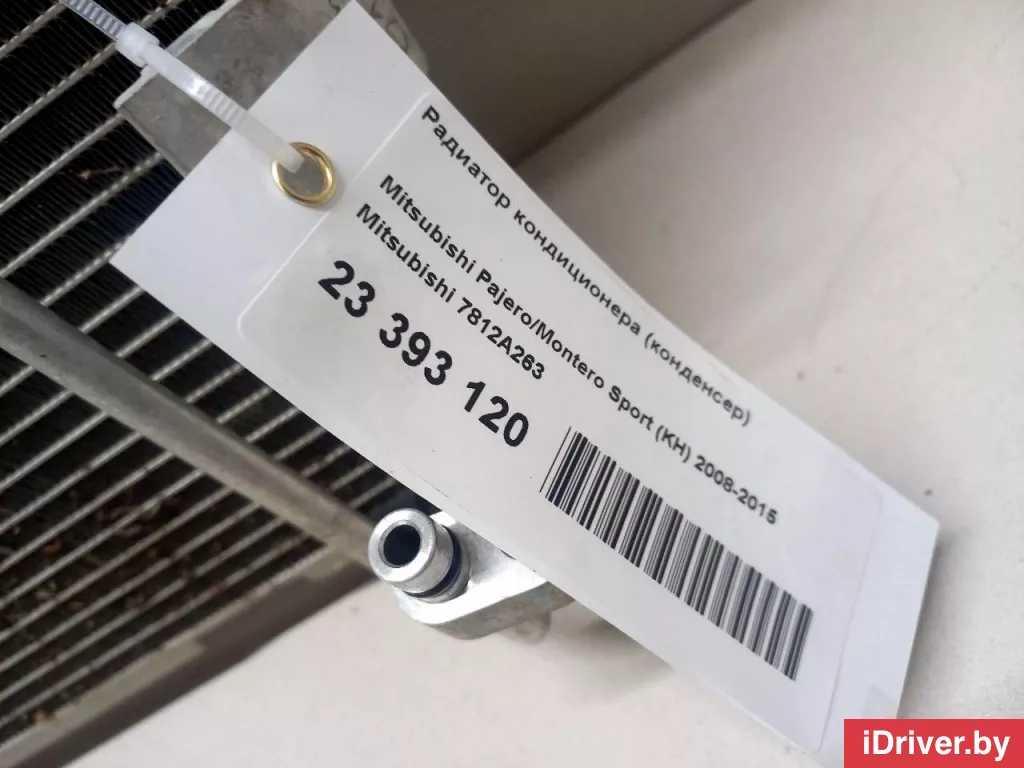 Радиатор кондиционера (конденсер)
Mitsubishi Pajero/Montero Sport (KH) 2008-2015
Mitsubishi 7812A263
23 393 120
iDriver.by